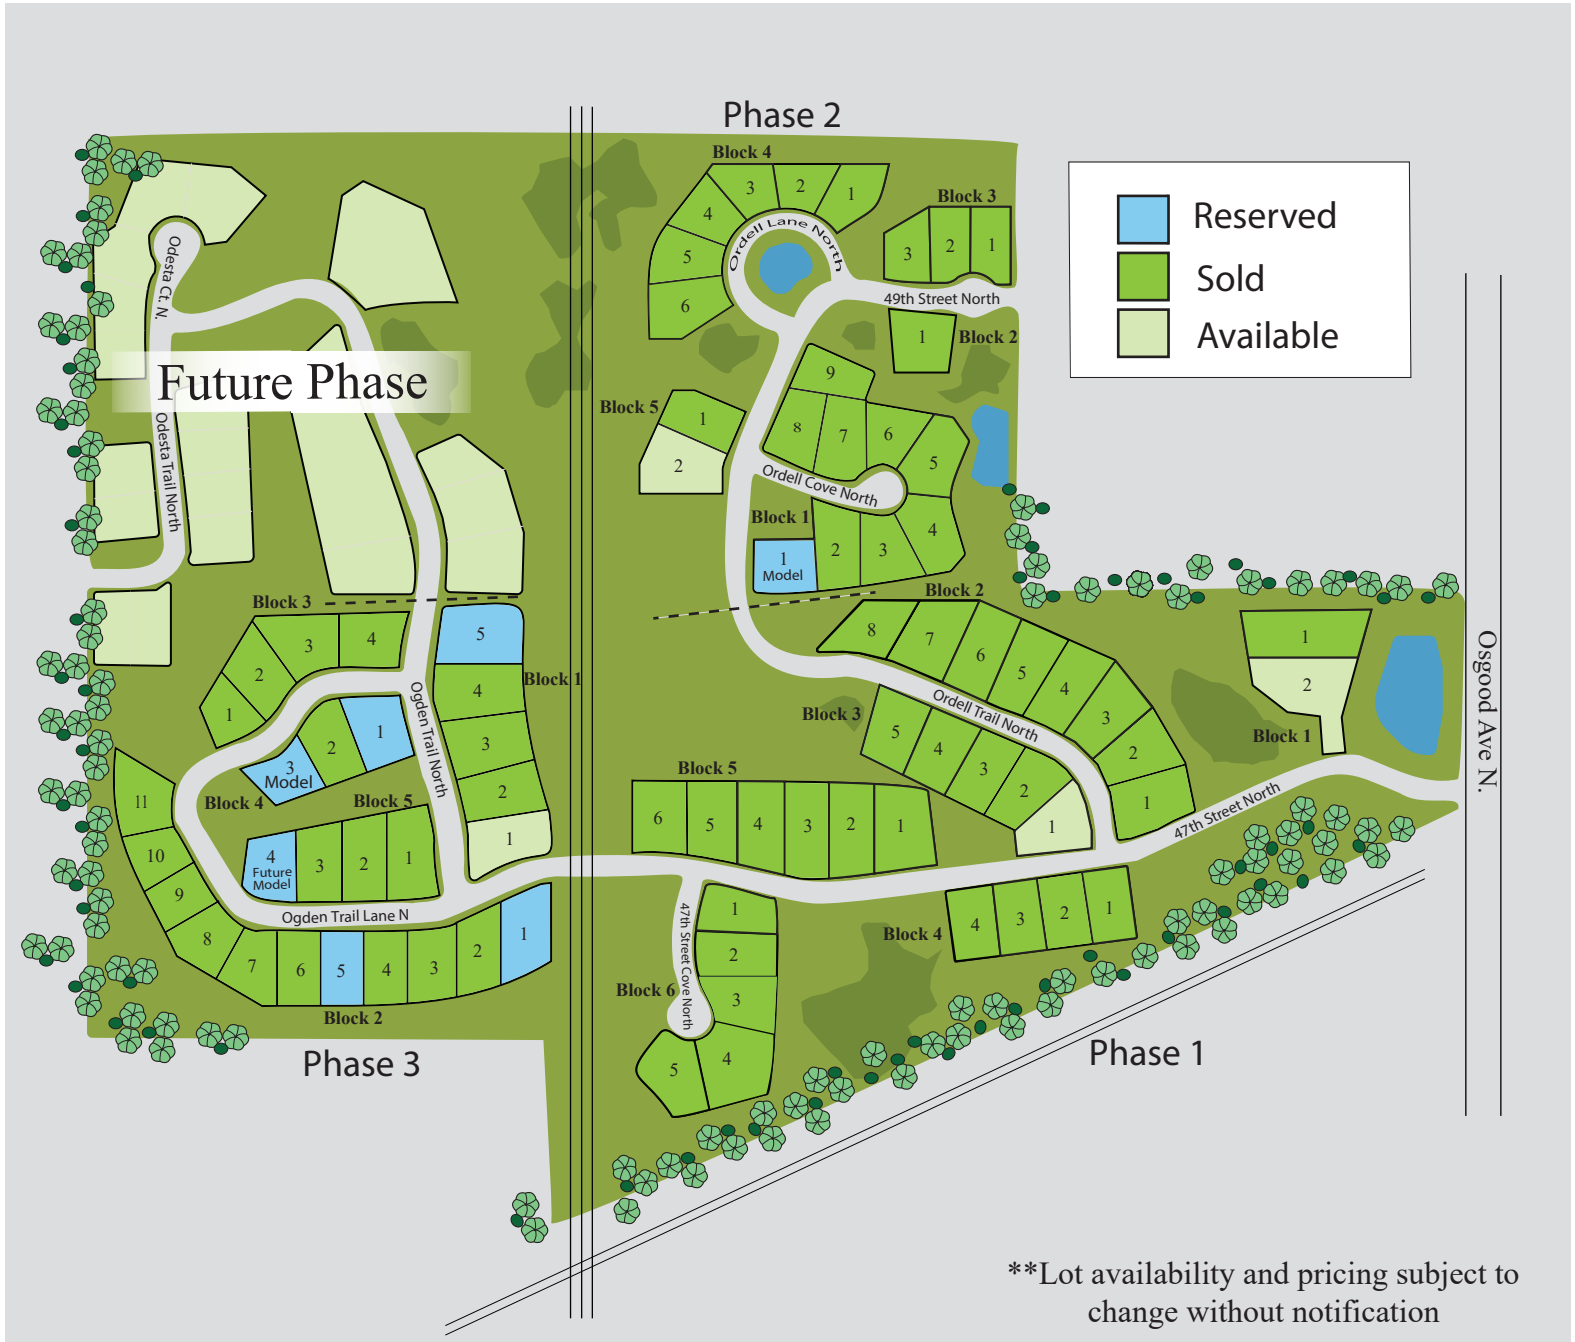 Phase 2
Block 4
3
2
1
4
5
6
Ordell Lane North
Block 3
3
2
1
49th Street North
1
Block 2
Reserved
Sold
Available
Odesta Ct. N.
Future Phase
Odesta Trail North
Block 5
1
2
9
8
7
6
5
Ordell Cove North
Block 1
1
Model
2
3
4
Osgood Ave N.
Block 3
1
2
3
4
5
4
3
2
1
Block 1
Ogden Trail North
1
2
3
Model
Block 4
Block 5
4
Future
Model
3
2
1
Ogden Trail Lane N
11
10
9
8
7
6
5
4
3
2
1
Block 2
Phase 3
Block 2
8
7
6
5
4
3
2
1
Ordell Trail North
Block 3
5
4
3
2
1
1
2
Block 1
47th Street North
Block 5
6
5
4
3
2
1
47th Street Cove North
1
2
3
4
5
Block 6
Block 4
4
3
2
1
Phase 1
**Lot availability and pricing subject to
change without notification